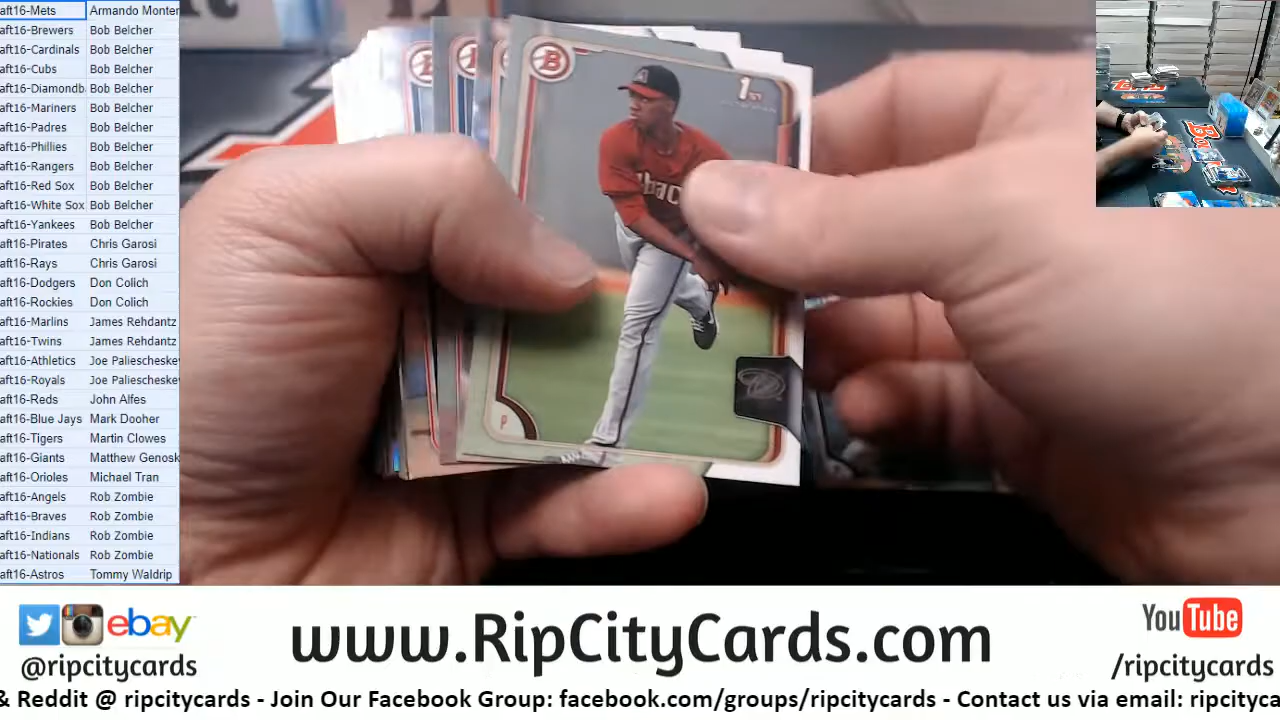 aft16-Mets Armando Monter
aft16-Brewers Bob Belcher
aft16-Cardinals Bob Belcher
aft16-Cubs Bob Belcher
aft16-Diamondb Bob Belcher
aft16-Mariners Bob Belcher
aft16-Padres Bob Belcher
aft16-Phillies Bob Belcher
aft16-Rangers Bob Belcher
aft16-Red Sox Bob Belcher
aft16-White Sox Bob Belcher
aft16-Yankees Bob Belcher
aft16-Pirates Chris Garosi
aft16-Rays Chris Garosi
aft16-Dodgers Don Colich
aft16-Rockies Don Colich
aft16-Marlins James Rehdantz
aft16-Twins James Rehdantz
aft16-Athletics Joe Paliescheskey
aft16-Royals Joe Paliescheskey
aft16-Reds John Alfes
aft16-Blue Jays Mark Dooher
aft16-Tigers Martin Clowes
aft16-Giants Matthew Genosk
aft16-Orioles Michael Tran
aft16-Angels Rob Zombie
aft16-Braves Rob Zombie
aft16-Indians Rob Zombie
aft16-Nationals Rob Zombie
aft16-Astros Tommy Waldrip
B
1ST
P
ebay
@ripcitycards
www.RipCityCards.com
YouTube
/ripcitycards
& Reddit @ ripcitycards - Join Our Facebook Group: facebook.com/groups/ripcitycards - Contact us via email: ripcityca